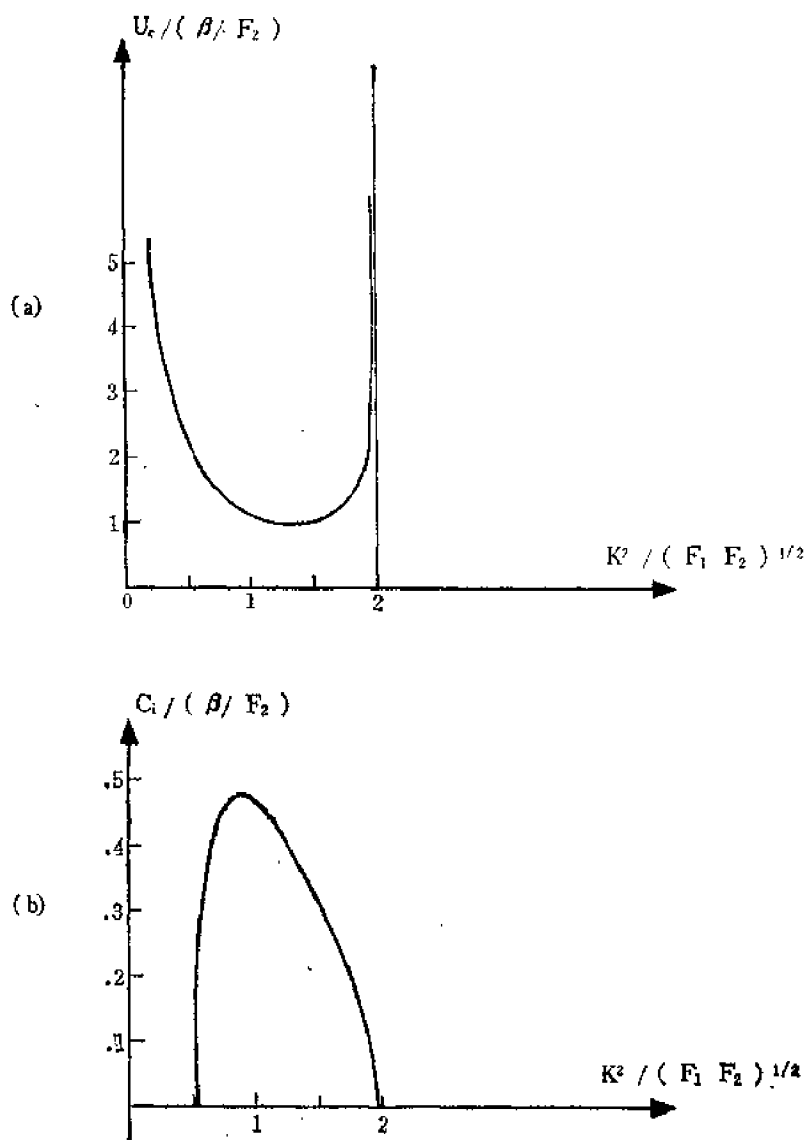 U_c / ( β / F_2 )
5
(a)
4
3
2
1
K² / ( F_1 F_2 ) ^{1/2}
0 1 2
C_i / ( β / F_2 )
.5
.4
(b)
.3
.2
.1
K² / ( F_1 F_2 ) ^{1/2}
1 2